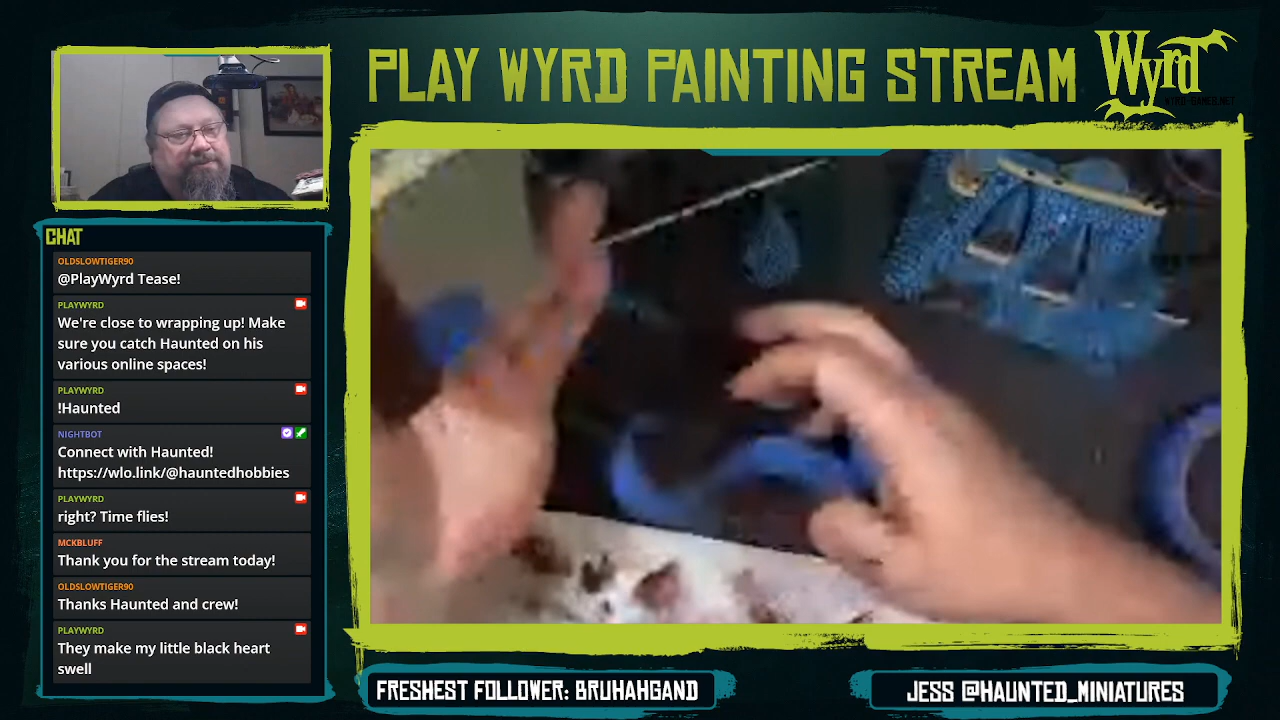 PLAY WYRD PAINTING STREAM
Wyrd
CHAT
OLDSLOWTIGER90
@PlayWyrd Tease!
PLAYWYRD
We're close to wrapping up! Make
sure you catch Haunted on his
various online spaces!
PLAYWYRD
!Haunted
NIGHTBOT
Connect with Haunted!
https://wlo.link/@hauntedhobbies
PLAYWYRD
right? Time flies!
MCKBLUFF
Thank you for the stream today!
OLDSLOWTIGER90
Thanks Haunted and crew!
PLAYWYRD
They make my little black heart
swell
FRESHEST FOLLOWER: BRUHAHGAND
JESS @HAUNTED_MINIATURES